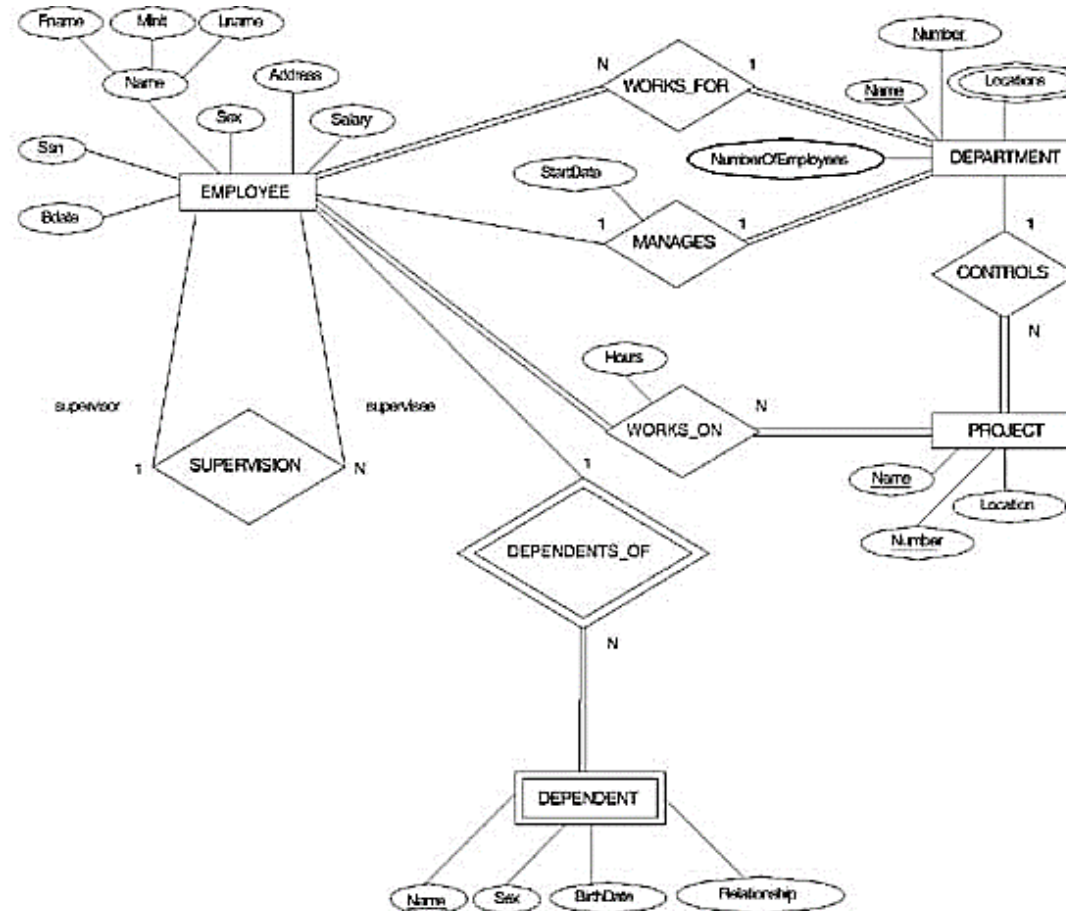 Fname
Minit
Lname
Number
Name
Address
N
WORKS_FOR
1
Locations
Name
Sex
Salary
Ssn
NumberOfEmployees
DEPARTMENT
StartDate
EMPLOYEE
Bdate
1
MANAGES
1
1
CONTROLS
N
Hours
supervisor
supervisee
N
WORKS_ON
PROJECT
1
SUPERVISION
N
1
Name
Location
Number
DEPENDENTS_OF
N
DEPENDENT
Name
Sex
BirthDate
Relationship